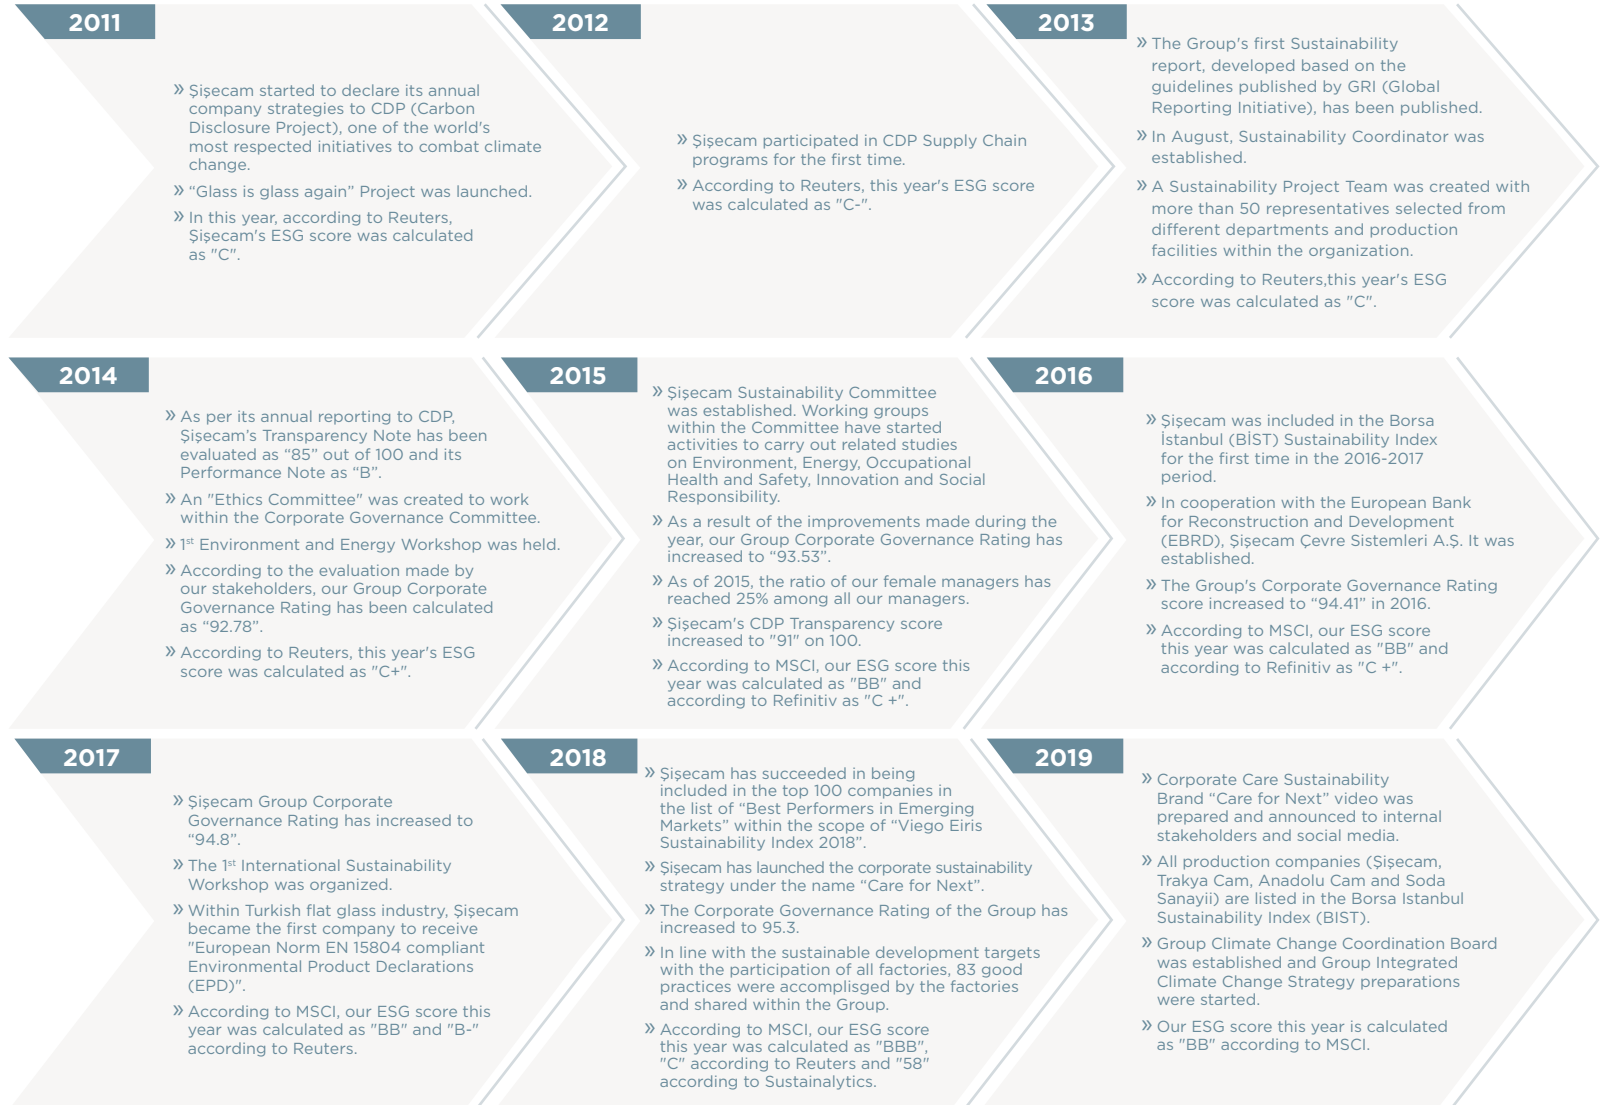 2011
» Şişecam started to declare its annual
company strategies to CDP (Carbon
Disclosure Project), one of the world's
most respected initiatives to combat climate
change.
» “Glass is glass again” Project was launched.
» In this year, according to Reuters,
Şişecam's ESG score was calculated
as "C".
2012
» Şişecam participated in CDP Supply Chain
programs for the first time.
» According to Reuters, this year's ESG score
was calculated as "C-".
2013
» The Group's first Sustainability
report, developed based on the
guidelines published by GRI (Global
Reporting Initiative), has been published.
» In August, Sustainability Coordinator was
established.
» A Sustainability Project Team was created with
more than 50 representatives selected from
different departments and production
facilities within the organization.
» According to Reuters,this year's ESG
score was calculated as "C".
2014
» As per its annual reporting to CDP,
Şişecam’s Transparency Note has been
evaluated as “85” out of 100 and its
Performance Note as “B”.
» An "Ethics Committee" was created to work
within the Corporate Governance Committee.
» 1st Environment and Energy Workshop was held.
» According to the evaluation made by
our stakeholders, our Group Corporate
Governance Rating has been calculated
as “92.78”.
» According to Reuters, this year's ESG
score was calculated as "C+".
2015
» Şişecam Sustainability Committee
was established. Working groups
within the Committee have started
activities to carry out related studies
on Environment, Energy, Occupational
Health and Safety, Innovation and Social
Responsibility.
» As a result of the improvements made during the
year, our Group Corporate Governance Rating has
increased to “93.53”.
» As of 2015, the ratio of our female managers has
reached 25% among all our managers.
» Şişecam's CDP Transparency score
increased to "91" on 100.
» According to MSCI, our ESG score this
year was calculated as "BB" and
according to Refinitiv as "C +".
2016
» Şişecam was included in the Borsa
İstanbul (BİST) Sustainability Index
for the first time in the 2016-2017
period.
» In cooperation with the European Bank
for Reconstruction and Development
(EBRD), Şişecam Çevre Sistemleri A.Ş. It was
established.
» The Group's Corporate Governance Rating
score increased to “94.41” in 2016.
» According to MSCI, our ESG score
this year was calculated as "BB" and
according to Refinitiv as "C +".
2017
» Şişecam Group Corporate
Governance Rating has increased to
“94.8”.
» The 1st International Sustainability
Workshop was organized.
» Within Turkish flat glass industry, Şişecam
became the first company to receive
"European Norm EN 15804 compliant
Environmental Product Declarations
(EPD)".
» According to MSCI, our ESG score this
year was calculated as "BB" and "B-"
according to Reuters.
2018
» Şişecam has succeeded in being
included in the top 100 companies in
the list of “Best Performers in Emerging
Markets” within the scope of “Viego Eiris
Sustainability Index 2018”.
» Şişecam has launched the corporate sustainability
strategy under the name “Care for Next”.
» The Corporate Governance Rating of the Group has
increased to 95.3.
» In line with the sustainable development targets
with the participation of all factories, 83 good
practices were accomplisged by the factories
and shared within the Group.
» According to MSCI, our ESG score
this year was calculated as "BBB",
"C" according to Reuters and "58"
according to Sustainalytics.
2019
» Corporate Care Sustainability
Brand “Care for Next” video was
prepared and announced to internal
stakeholders and social media.
» All production companies (Şişecam,
Trakya Cam, Anadolu Cam and Soda
Sanayii) are listed in the Borsa Istanbul
Sustainability Index (BIST).
» Group Climate Change Coordination Board
was established and Group Integrated
Climate Change Strategy preparations
were started.
» Our ESG score this year is calculated
as "BB" according to MSCI.